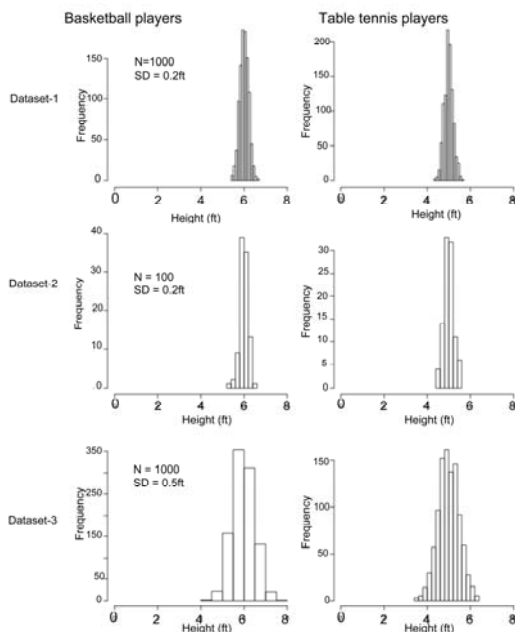 Basketball players Table tennis players
Dataset-1
N=1000
SD = 0.2ft
Frequency
0 50 100 150
0 2 4 6 8
Height (ft)
Frequency
0 50 100 150 200
0 2 4 6 8
Height (ft)
Dataset-2
N = 100
SD = 0.2ft
Frequency
0 10 20 30 40
0 2 4 6 8
Height (ft)
Frequency
0 5 10 15 20 25 30
0 2 4 6 8
Height (ft)
Dataset-3
N = 1000
SD = 0.5ft
Frequency
0 50 150 250 350
0 2 4 6 8
Height (ft)
Frequency
0 50 100 150
0 2 4 6 8
Height (ft)